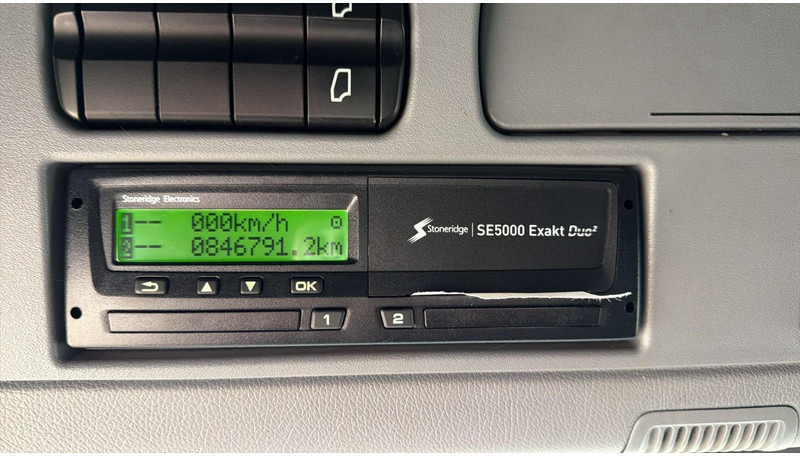 Stoneridge Electronics
1-- 000km/h
2-- 0846791.2km
Stoneridge | SE5000 Exakt Duo²
OK
1
2